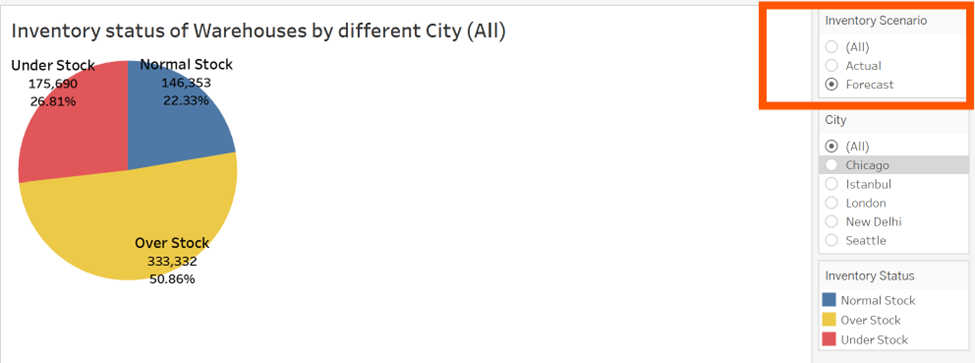 Inventory status of Warehouses by different City (All)
Under Stock
175,690
26.81%
Normal Stock
146,353
22.33%
Over Stock
333,332
50.86%
Inventory Scenario
(All)
Actual
Forecast
City
(All)
Chicago
Istanbul
London
New Delhi
Seattle
Inventory Status
Normal Stock
Over Stock
Under Stock